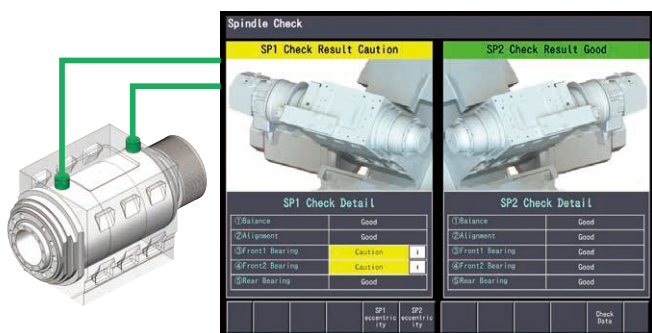 Spindle Check
SP1 Check Result Caution
SP2 Check Result Good
SP1 Check Detail
①Balance Good
②Alignment Good
③Front1 Bearing Caution i
④Front2 Bearing Caution i
⑤Rear Bearing Good
SP2 Check Detail
①Balance Good
②Alignment Good
③Front1 Bearing Good
④Front2 Bearing Good
⑤Rear Bearing Good
SP1
eccentric
ity
SP2
eccentric
ity
Check
Data